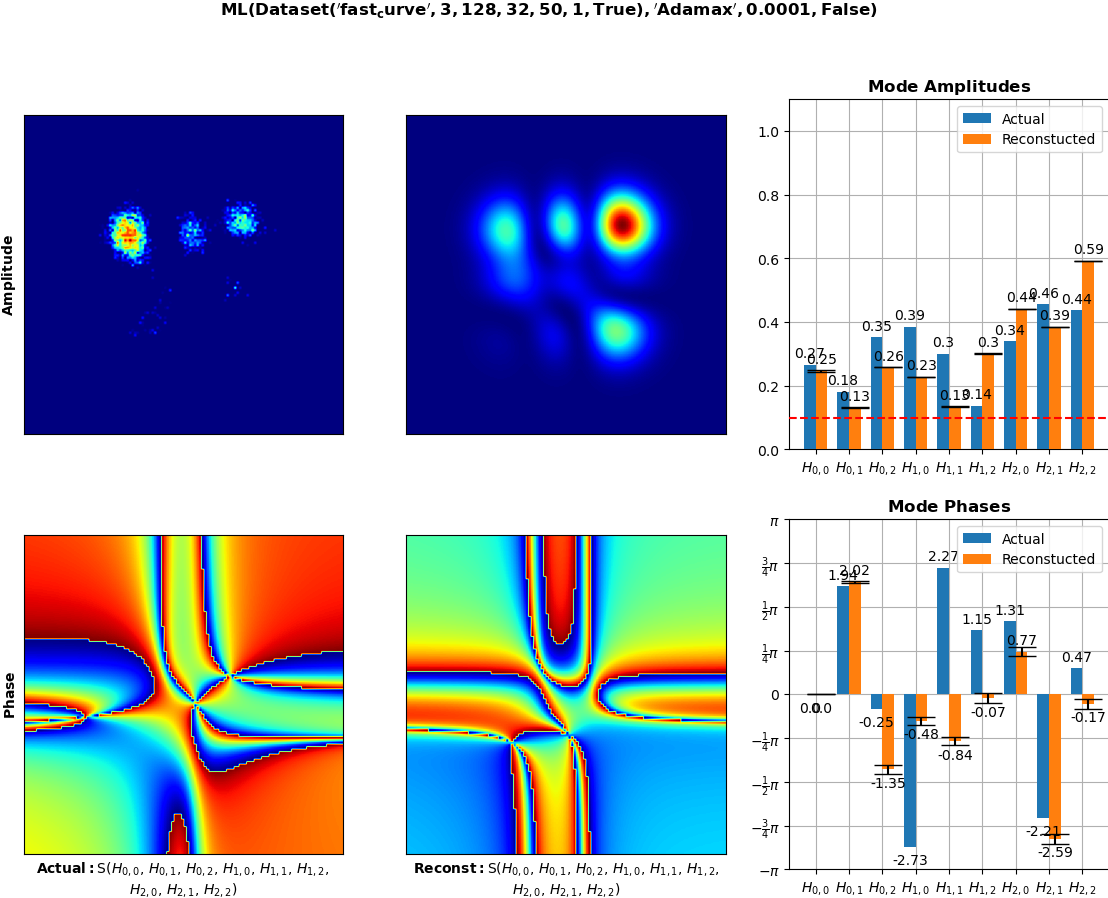 ML(Dataset('fast_curve', 3, 128, 32, 50, 1, True), 'Adamax', 0.0001, False)
Amplitude
Mode Amplitudes
Actual
Reconstucted
1.0
0.8
0.6
0.4
0.2
0.0
0.27
0.25
0.18
0.13
0.35
0.26
0.39
0.23
0.3
0.13
0.14
0.3
0.34
0.44
0.46
0.39
0.44
0.59
H0,0 H0,1 H0,2 H1,0 H1,1 H1,2 H2,0 H2,1 H2,2
Phase
Mode Phases
Actual
Reconstucted
π
3/4π
1/2π
1/4π
0
−1/4π
−1/2π
−3/4π
−π
0.0
0.0
1.94
2.02
-0.25
-1.35
-2.73
-0.48
2.27
-0.84
1.15
-0.07
1.31
0.77
-2.21
-2.59
0.47
-0.17
H0,0 H0,1 H0,2 H1,0 H1,1 H1,2 H2,0 H2,1 H2,2
Actual: S(H0,0, H0,1, H0,2, H1,0, H1,1, H1,2,
H2,0, H2,1, H2,2)
Reconst: S(H0,0, H0,1, H0,2, H1,0, H1,1, H1,2,
H2,0, H2,1, H2,2)